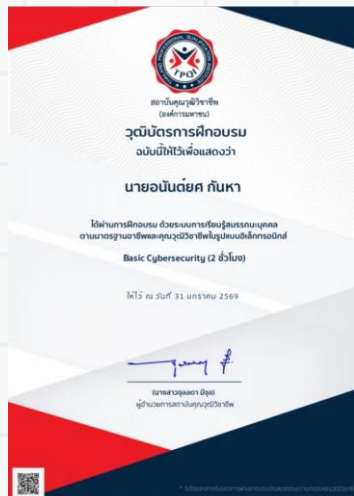 TPQI
สถาบันคุณวุฒิวิชาชีพ
(องค์การมหาชน)
วุฒิบัตรการฝึกอบรม
ฉบับนี้ให้ไว้เพื่อแสดงว่า
นายอนันต์ยศ กันหา
ได้ผ่านการฝึกอบรม ด้วยระบบการเรียนรู้สมรรถนะบุคคล
ตามมาตรฐานอาชีพและคุณวุฒิวิชาชีพในรูปแบบอิเล็กทรอนิกส์
Basic Cybersecurity (2 ชั่วโมง)
ให้ไว้ ณ วันที่ 31 มกราคม 2569
ผู้อำนวยการสถาบันคุณวุฒิวิชาชีพ